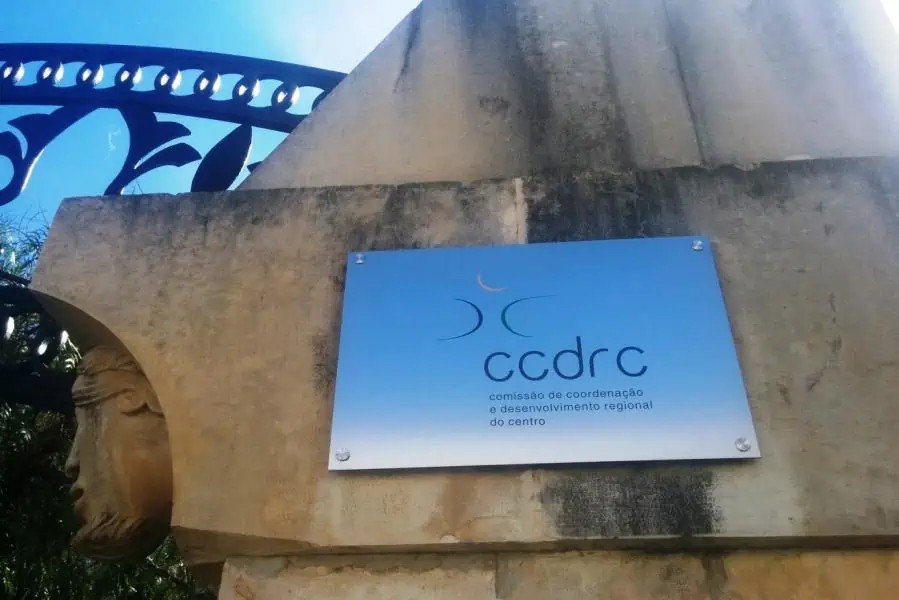 ccdrc
comissão de coordenação
e desenvolvimento regional
do centro